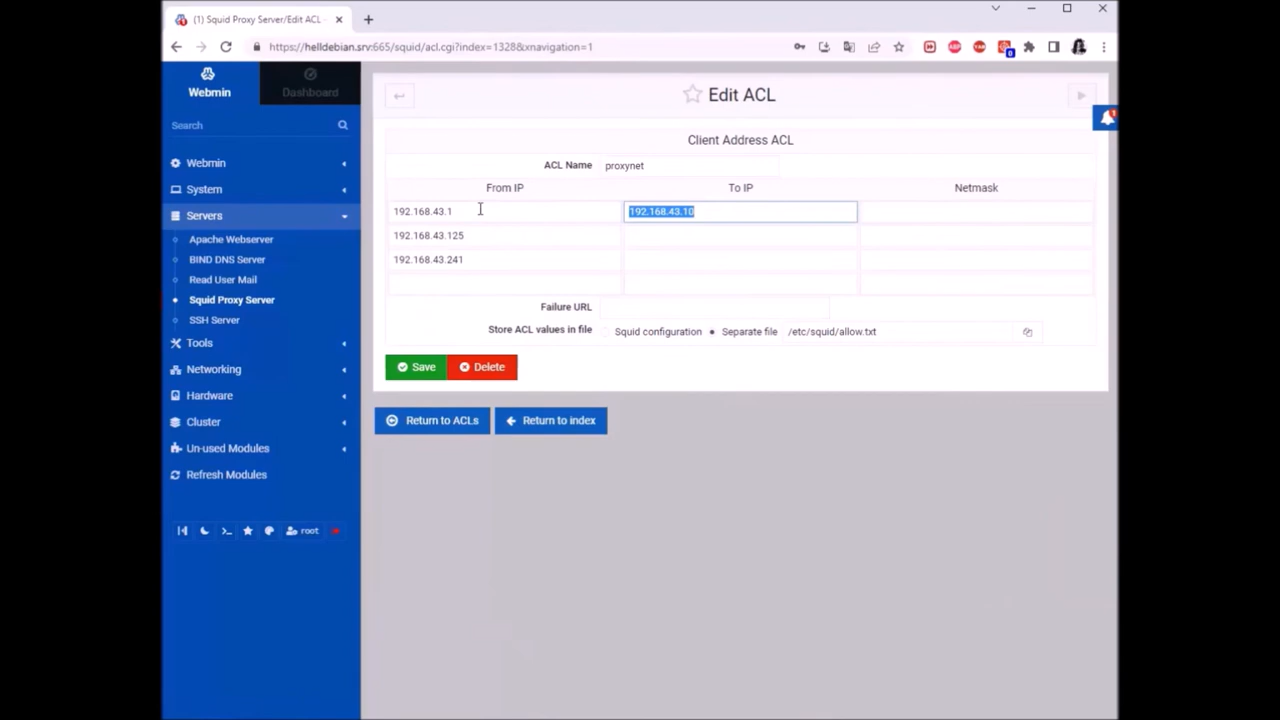 (1) Squid Proxy Server/Edit ACL -
https://helldebian.srv:665/squid/acl.cgi?index=1328&xnavigation=1
Webmin
Dashboard
Search
Webmin
System
Servers
Apache Webserver
BIND DNS Server
Read User Mail
Squid Proxy Server
SSH Server
Tools
Networking
Hardware
Cluster
Un-used Modules
Refresh Modules
root
Edit ACL
1
Client Address ACL
ACL Name proxynet
From IP To IP Netmask
192.168.43.1 192.168.43.10
192.168.43.125
192.168.43.241
Failure URL
Store ACL values in file Squid configuration Separate file /etc/squid/allow.txt
Save Delete
Return to ACLs Return to index